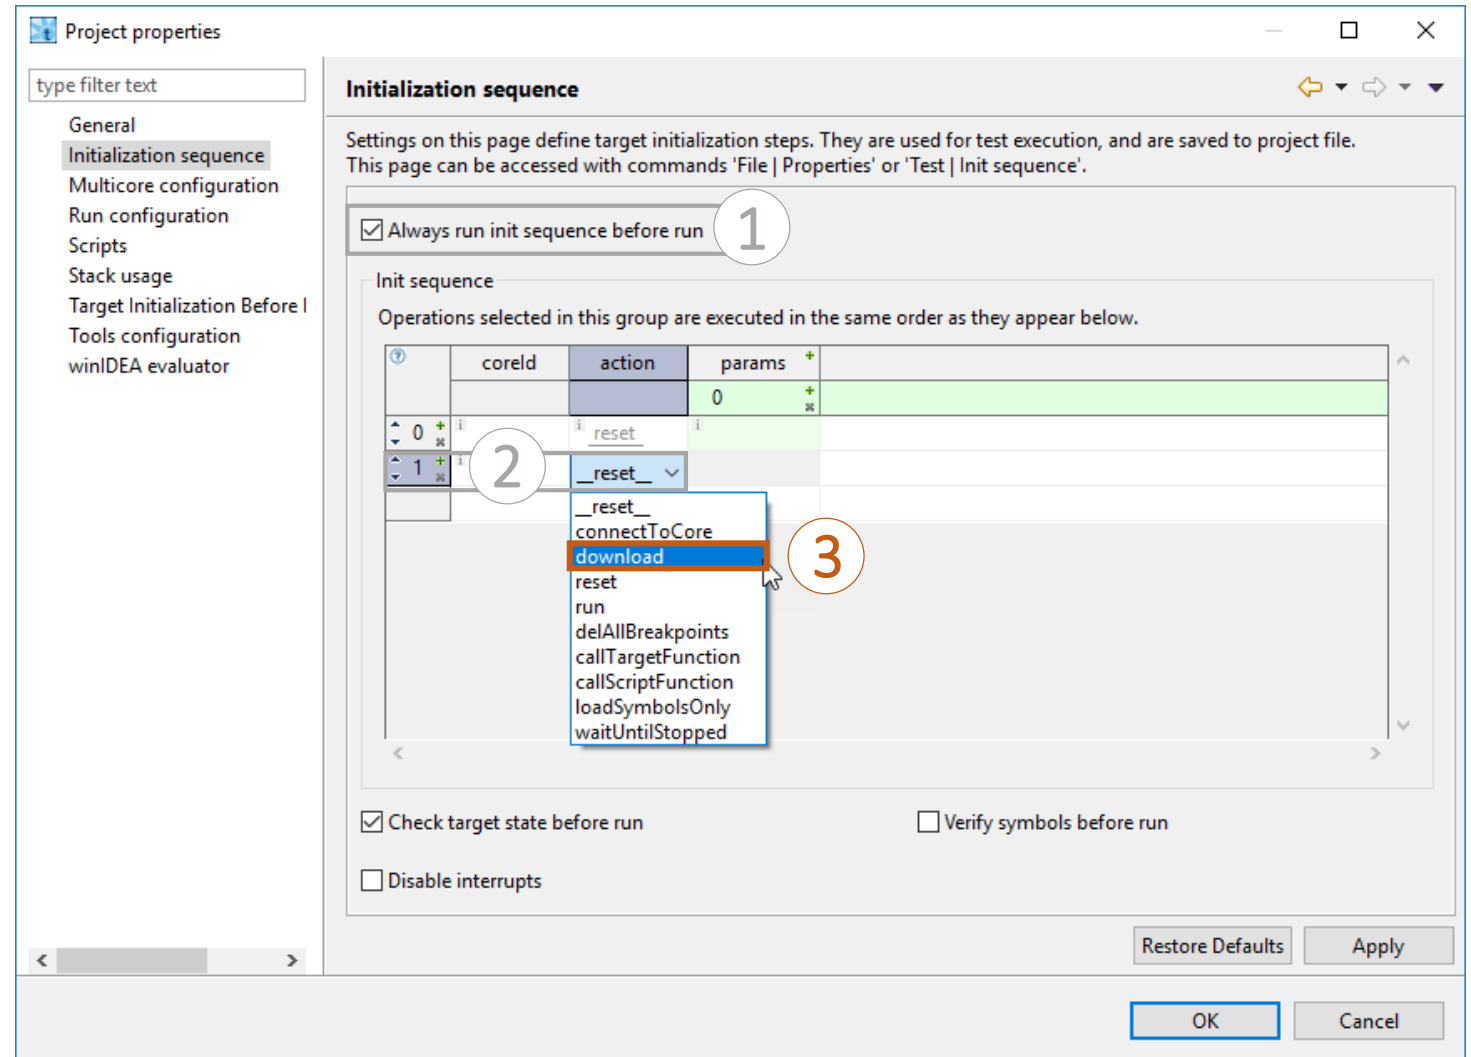 Project properties
type filter text
General
Initialization sequence
Multicore configuration
Run configuration
Scripts
Stack usage
Target Initialization Before
Tools configuration
winIDEA evaluator
Initialization sequence
Settings on this page define target initialization steps. They are used for test execution, and are saved to project file.
This page can be accessed with commands 'File | Properties' or 'Test | Init sequence'.
Always run init sequence before run
1
Init sequence
Operations selected in this group are executed in the same order as they appear below.
coreId action params
0
0 reset
1 __reset__
2
__reset__
connectToCore
download
3
reset
run
delAllBreakpoints
callTargetFunction
callScriptFunction
loadSymbolsOnly
waitUntilStopped
Check target state before run
Verify symbols before run
Disable interrupts
Restore Defaults Apply
OK Cancel